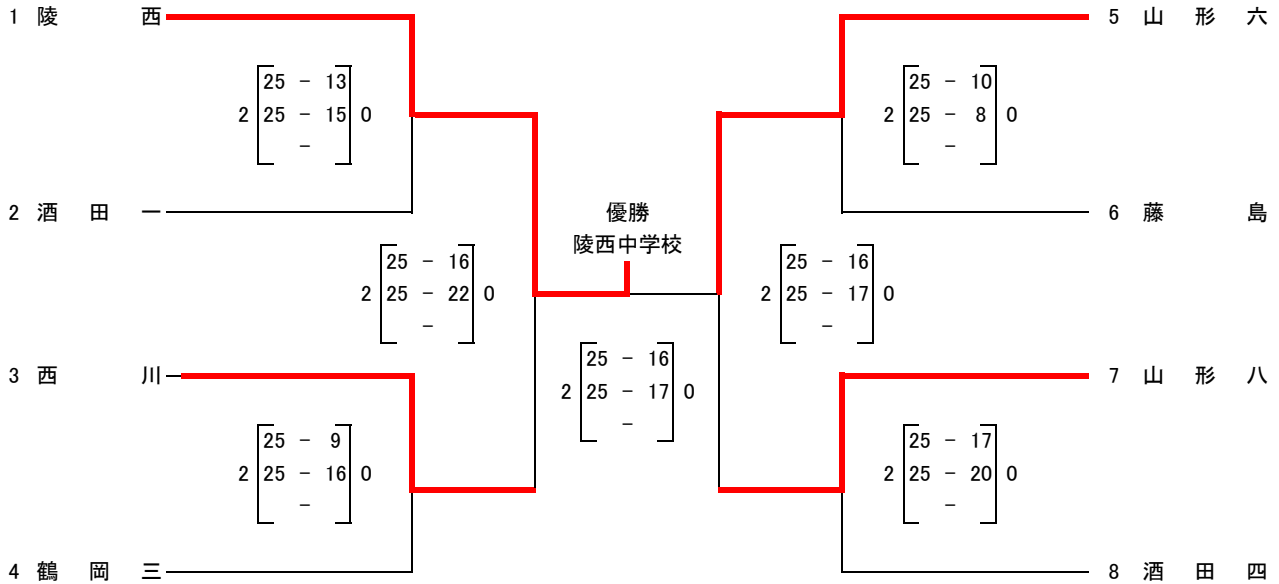 1 陵 西
5 山 形 六
25 - 13
2 25 - 15 0
-
25 - 10
2 25 - 8 0
-
2 酒 田 一
優勝
陵西中学校
6 藤 島
25 - 16
2 25 - 22 0
-
25 - 16
2 25 - 17 0
-
25 - 16
2 25 - 17 0
-
3 西 川
7 山 形 八
25 - 9
2 25 - 16 0
-
25 - 17
2 25 - 20 0
-
4 鶴 岡 三
8 酒 田 四